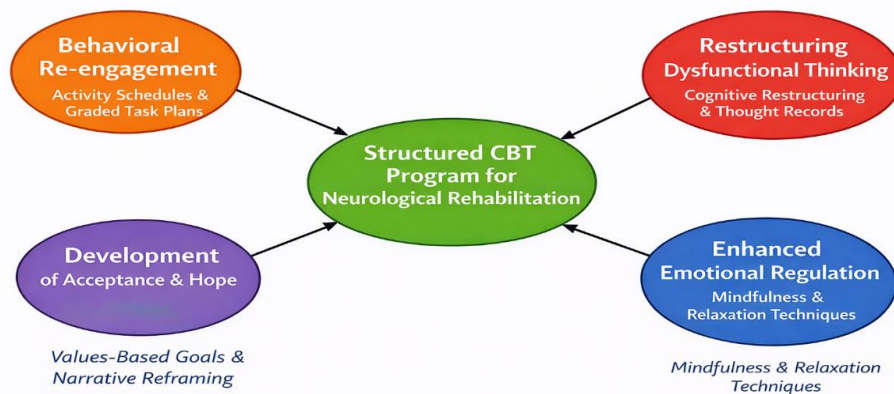 Behavioral
Re-engagement
Activity Schedules &
Graded Task Plans
Restructuring
Dysfunctional Thinking
Cognitive Restructuring
& Thought Records
Structured CBT
Program for
Neurological Rehabilitation
Development
of Acceptance & Hope
Values-Based Goals &
Narrative Reframing
Enhanced
Emotional Regulation
Mindfulness &
Relaxation Techniques
Mindfulness & Relaxation
Techniques